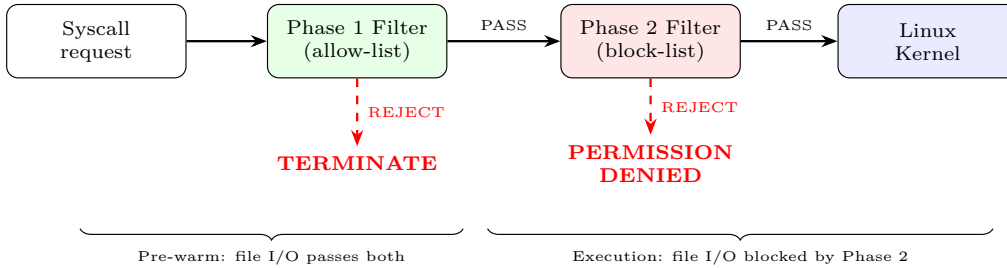 Syscall
request
Phase 1 Filter
(allow-list)
PASS
Phase 2 Filter
(block-list)
PASS
Linux
Kernel
REJECT
REJECT
TERMINATE
PERMISSION
DENIED
Pre-warm: file I/O passes both
Execution: file I/O blocked by Phase 2